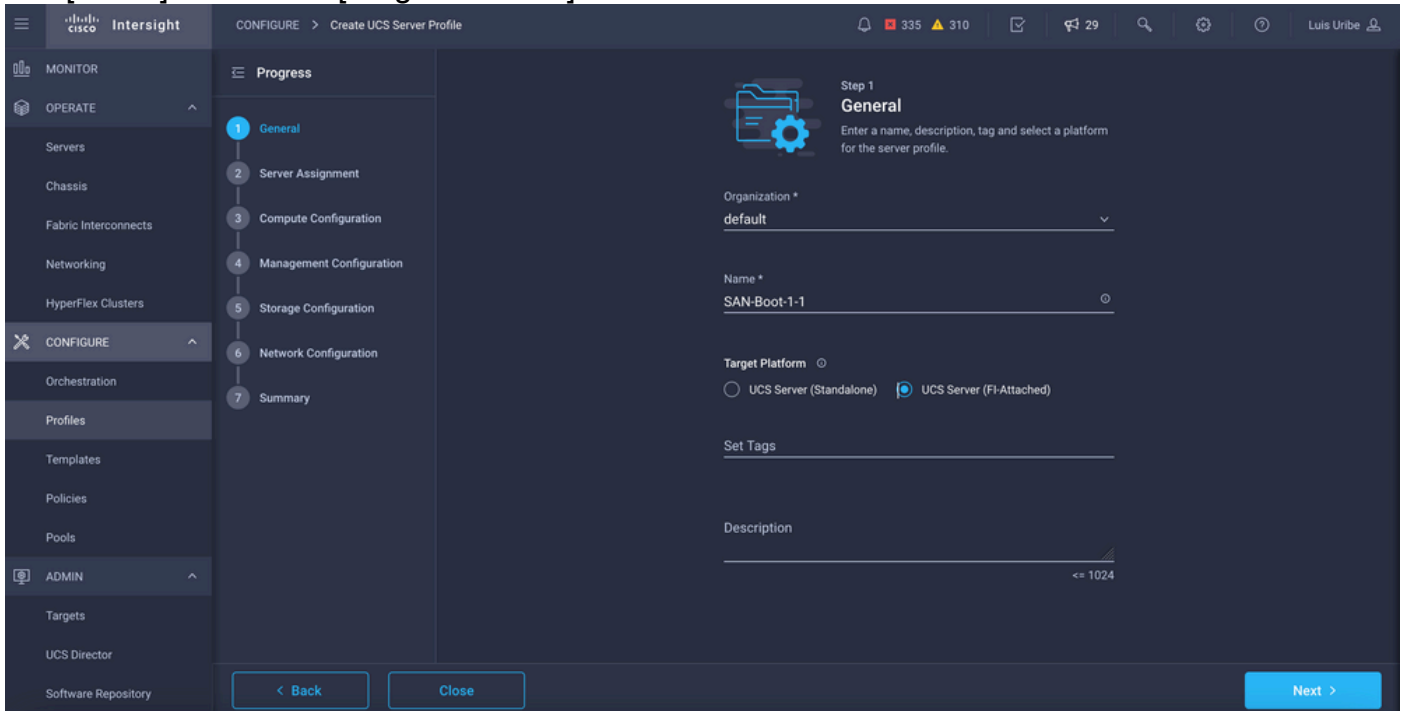 cisco Intersight
CONFIGURE > Create UCS Server Profile
335 310 29 Luis Uribe
MONITOR
OPERATE
Servers
Chassis
Fabric Interconnects
Networking
HyperFlex Clusters
CONFIGURE
Orchestration
Profiles
Templates
Policies
Pools
ADMIN
Targets
UCS Director
Software Repository
Progress
1 General
2 Server Assignment
3 Compute Configuration
4 Management Configuration
5 Storage Configuration
6 Network Configuration
7 Summary
Step 1
General
Enter a name, description, tag and select a platform
for the server profile.
Organization *
default
Name *
SAN-Boot-1-1
Target Platform
UCS Server (Standalone) UCS Server (FI-Attached)
Set Tags
Description
<= 1024
< Back Close Next >